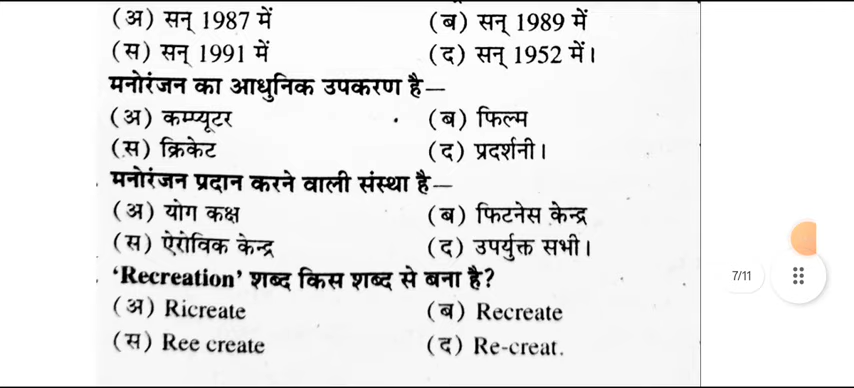 (अ) सन् 1987 में (ब) सन् 1989 में
(स) सन् 1991 में (द) सन् 1952 में।
मनोरंजन का आधुनिक उपकरण है—
(अ) कम्प्यूटर (ब) फिल्म
(स) क्रिकेट (द) प्रदर्शनी।
मनोरंजन प्रदान करने वाली संस्था है—
(अ) योग कक्ष (ब) फिटनेस केन्द्र
(स) ऐरोविक केन्द्र (द) उपर्युक्त सभी।
‘Recreation’ शब्द किस शब्द से बना है?
(अ) Ricreate (ब) Recreate
(स) Ree create (द) Re-creat.
7/11